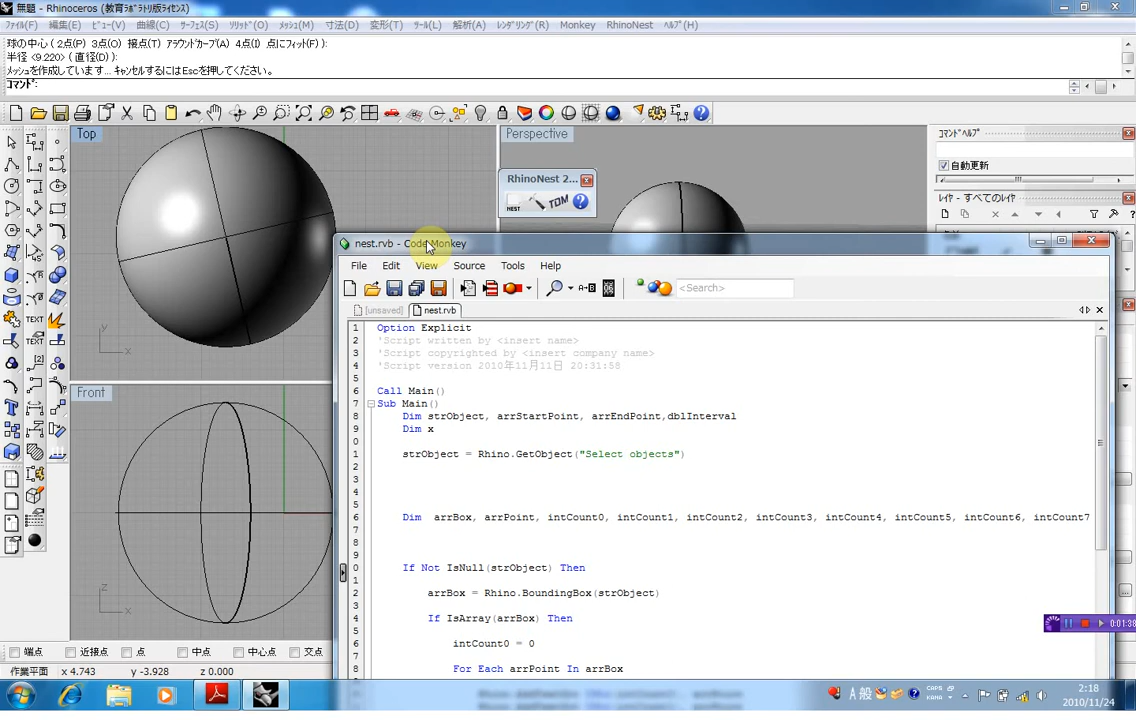 無題 - Rhinoceros (教育ﾗﾎﾞﾗﾄﾘ版ﾗｲｾﾝｽ)
ﾌｧｲﾙ(F) 編集(E) ﾋﾞｭｰ(V) 曲線(C) ｻｰﾌｪｽ(S) ｿﾘｯﾄﾞ(O) ﾒｯｼｭ(M) 寸法(D) 変形(T) ﾂｰﾙ(L) 解析(A) ﾚﾝﾀﾞﾘﾝｸﾞ(R) Monkey RhinoNest ﾍﾙﾌﾟ(H)
球の中心 ( 2点(P) 3点(O) 接点(T) ｱﾗｳﾝﾄﾞｶｰﾌﾞ(A) 4点(I) 点にﾌｨｯﾄ(F) ):
半径 <9.220> ( 直径(D) ):
ﾒｯｼｭを作成しています... ｷｬﾝｾﾙするにはEscを押してください。
ｺﾏﾝﾄﾞ:
Top
Perspective
ｺﾏﾝﾄﾞﾍﾙﾌﾟ
自動更新
RhinoNest 2...
NEST TDM
ﾚｲﾔ - すべてのﾚｲﾔ
nest.rvb - Code Monkey
File Edit View Source Tools Help
<Search>
[unsaved] nest.rvb
1 Option Explicit
2 'Script written by <insert name>
3 'Script copyrighted by <insert company name>
4 'Script version 2010年11月11日 20:31:58
5
6 Call Main()
7 Sub Main()
8 Dim strObject, arrStartPoint, arrEndPoint,dblInterval
9 Dim x
0
1 strObject = Rhino.GetObject("Select objects")
2
3
4
5
6 Dim  arrBox, arrPoint, intCount0, intCount1, intCount2, intCount3, intCount4, intCount5, intCount6, intCount7
7
8
9
0 If Not IsNull(strObject) Then
1
2 arrBox = Rhino.BoundingBox(strObject)
3
4 If IsArray(arrBox) Then
5
6 intCount0 = 0
7
8 For Each arrPoint In arrBox
TEXT
TEXT
Front
y
x
z
x
0:01:38
端点 近接点 点 中点 中心点 交点
作業平面 x 4.743 y -3.928 z 0.000
A 般
CAPS
KANA
2:18
2010/11/24